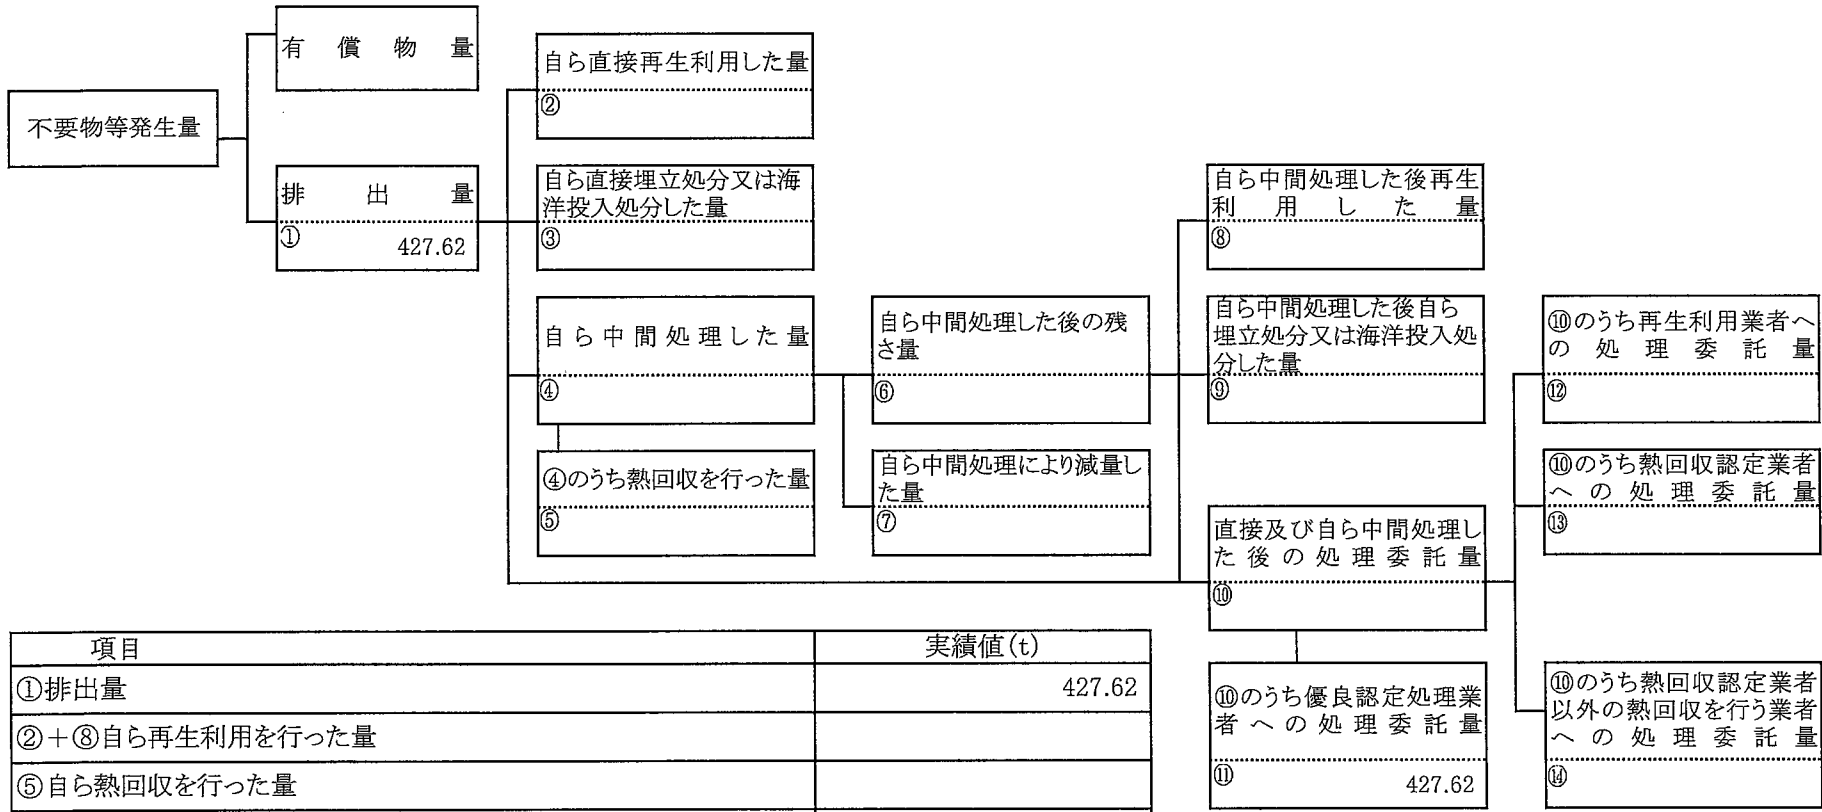 不要物等発生量
有償物量
排出量
①
427.62
自ら直接再生利用した量
②
自ら直接埋立処分又は海
洋投入処分した量
③
自ら中間処理した量
④
④のうち熱回収を行った量
⑤
自ら中間処理した後の残
さ量
⑥
自ら中間処理により減量し
た量
⑦
自ら中間処理した後再生
利用した量
⑧
自ら中間処理した後自ら
埋立処分又は海洋投入処
分した量
⑨
直接及び自ら中間処理し
た後の処理委託量
⑩
⑩のうち優良認定処理業
者への処理委託量
⑪
427.62
⑩のうち再生利用業者へ
の処理委託量
⑫
⑩のうち熱回収認定業者
への処理委託量
⑬
⑩のうち熱回収認定業者
以外の熱回収を行う業者
への処理委託量
⑭
項目 実績値(t)
①排出量 427.62
②+⑧自ら再生利用を行った量
⑤自ら熱回収を行った量